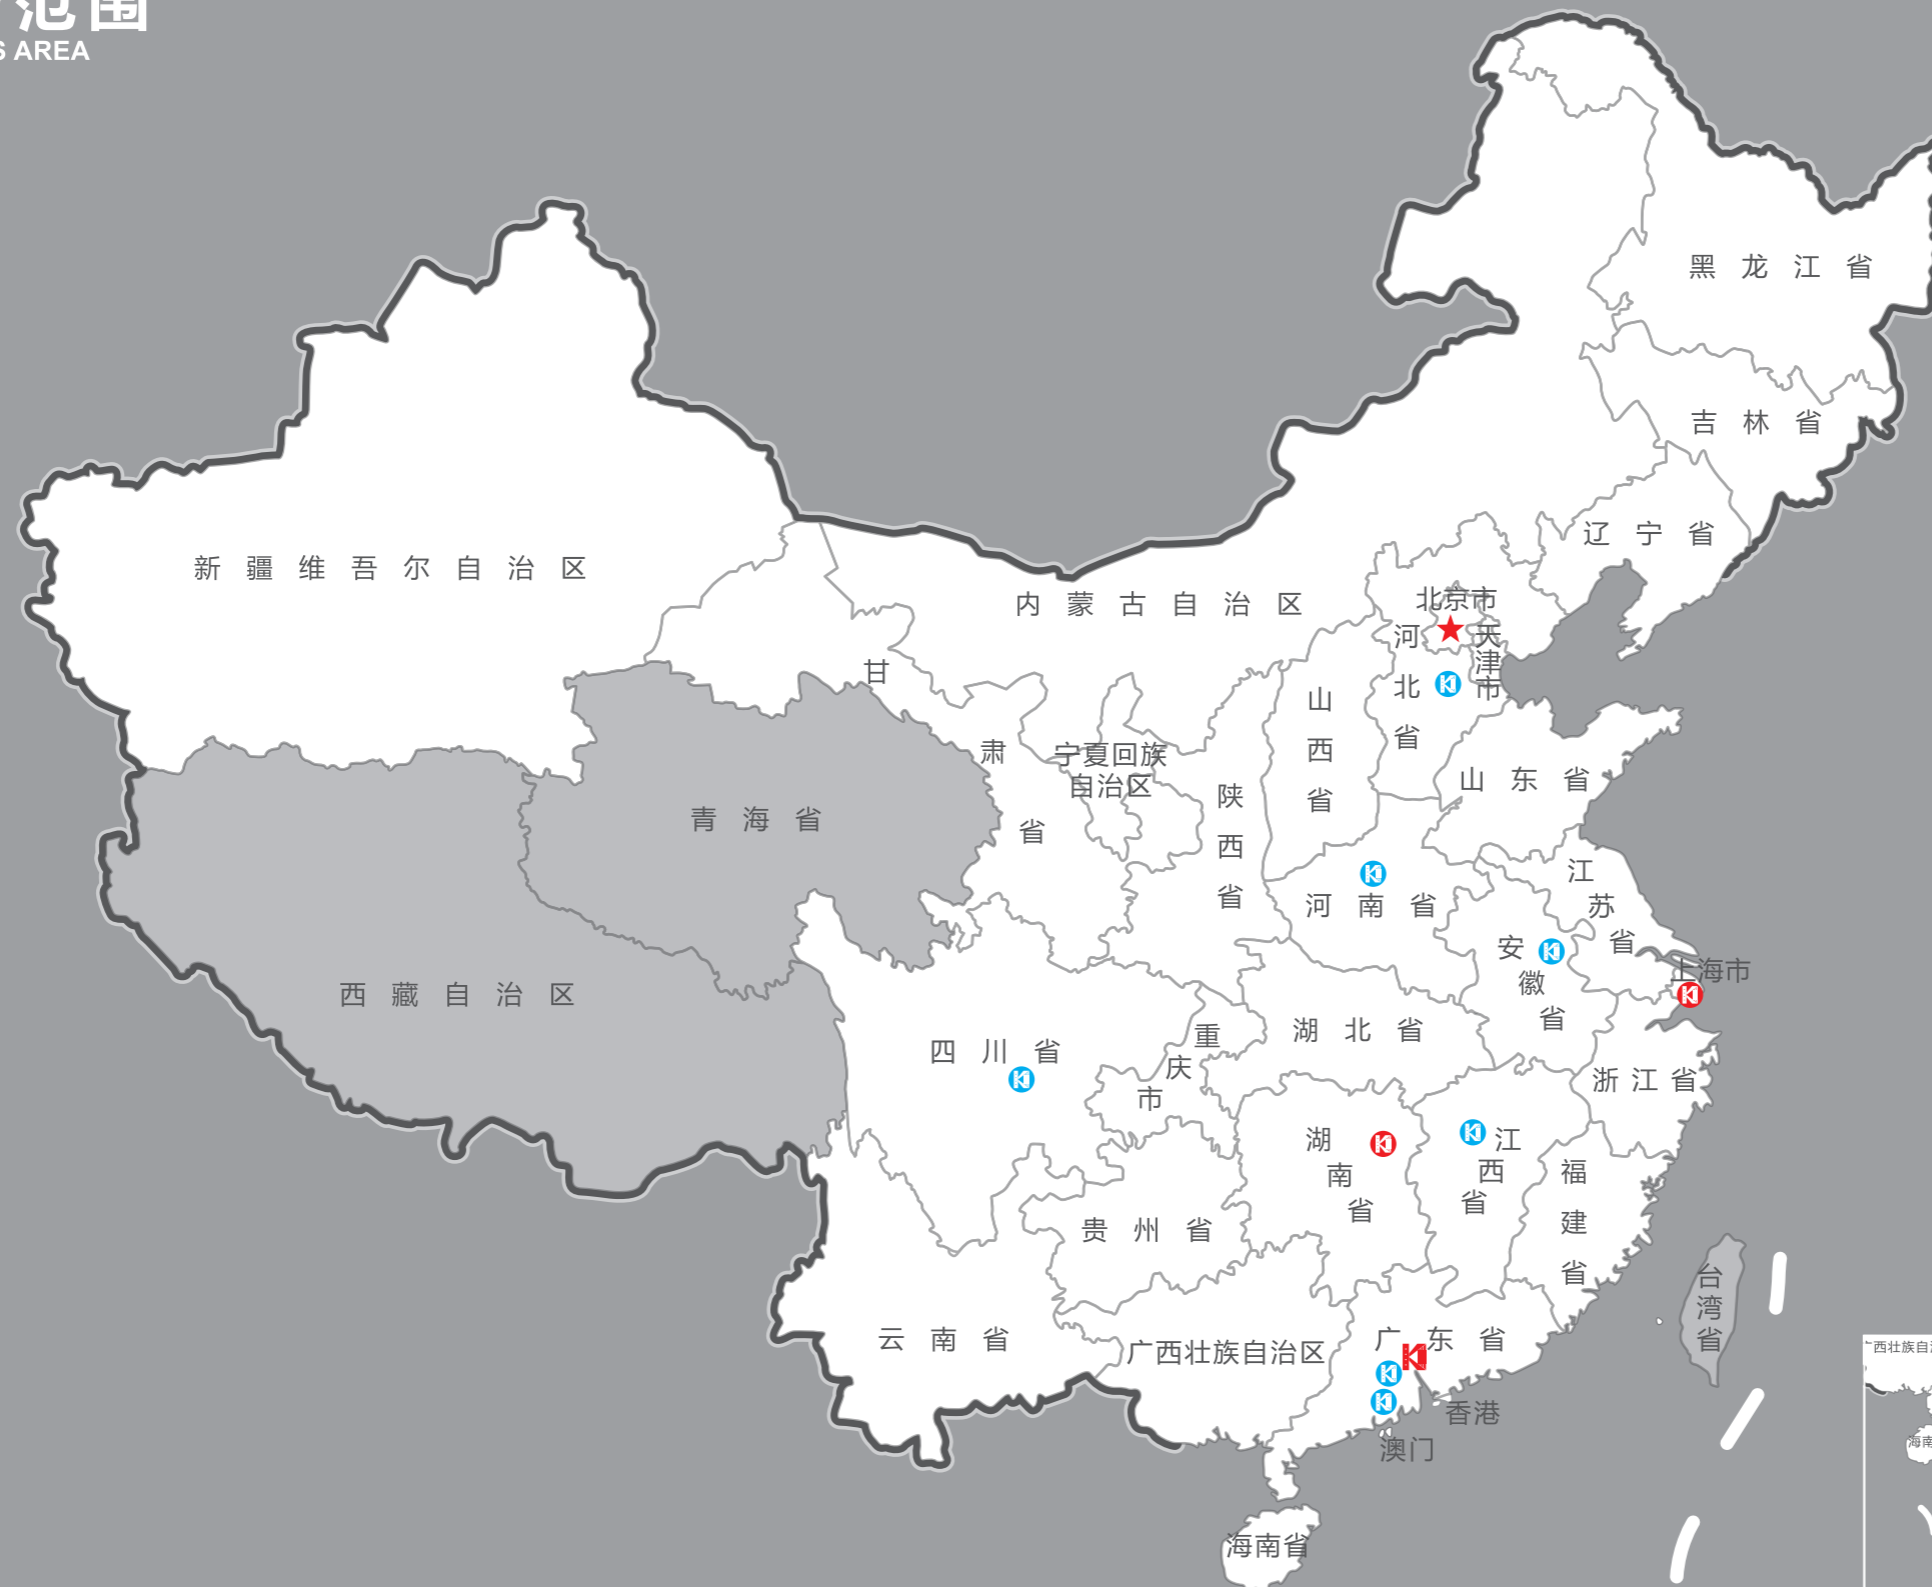 范围
S AREA
黑龙江省
吉林省
辽宁省
新疆维吾尔自治区
内蒙古自治区
北京市
天津市
河北省
甘肃省
山西省
宁夏回族
自治区
山东省
陕西省
青海省
江苏省
河南省
安徽省
上海市
西藏自治区
四川省
重庆市
湖北省
浙江省
湖南省
江西省
福建省
贵州省
台湾省
云南省
广西壮族自治区
广东省
香港
澳门
海南省
西壮族自
海南